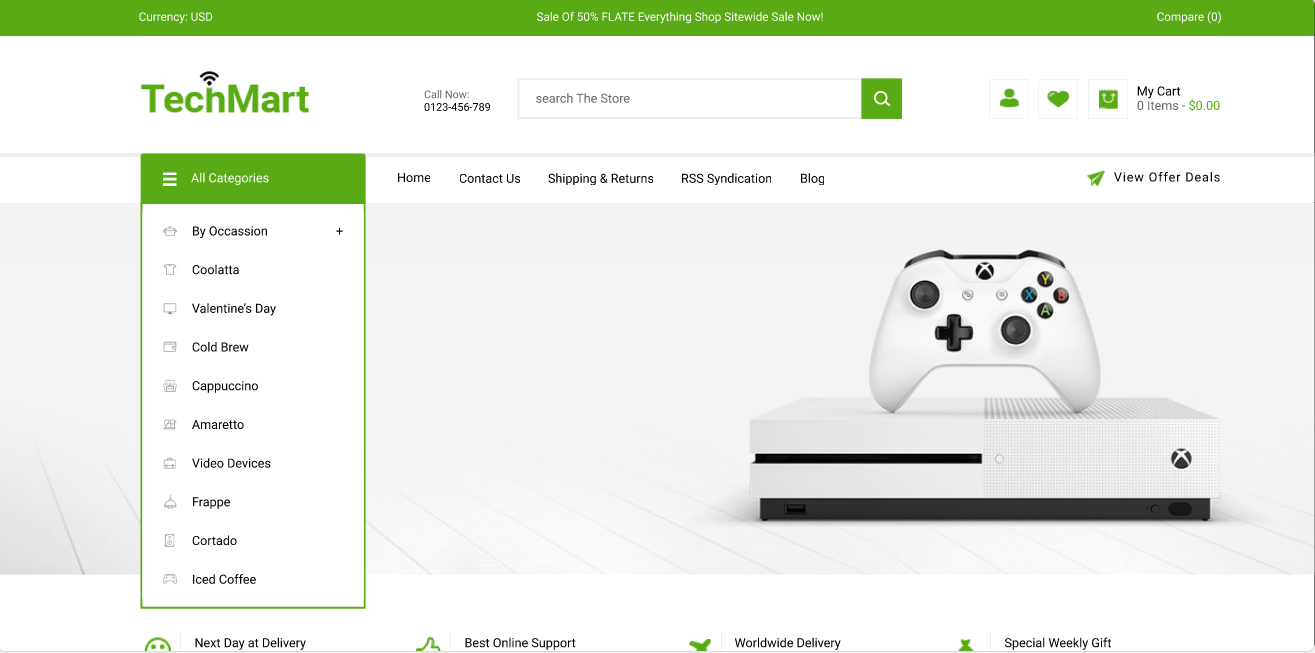 Currency: USD
Sale Of 50% FLATE Everything Shop Sitewide Sale Now!
Compare (0)
TechMart
Call Now:
0123-456-789
search The Store
My Cart
0 Items - $0.00
All Categories
Home
Contact Us
Shipping & Returns
RSS Syndication
Blog
View Offer Deals
By Occassion +
Coolatta
Valentine’s Day
Cold Brew
Cappuccino
Amaretto
Video Devices
Frappe
Cortado
Iced Coffee
Y
X
B
A
Next Day at Delivery
Best Online Support
Worldwide Delivery
Special Weekly Gift